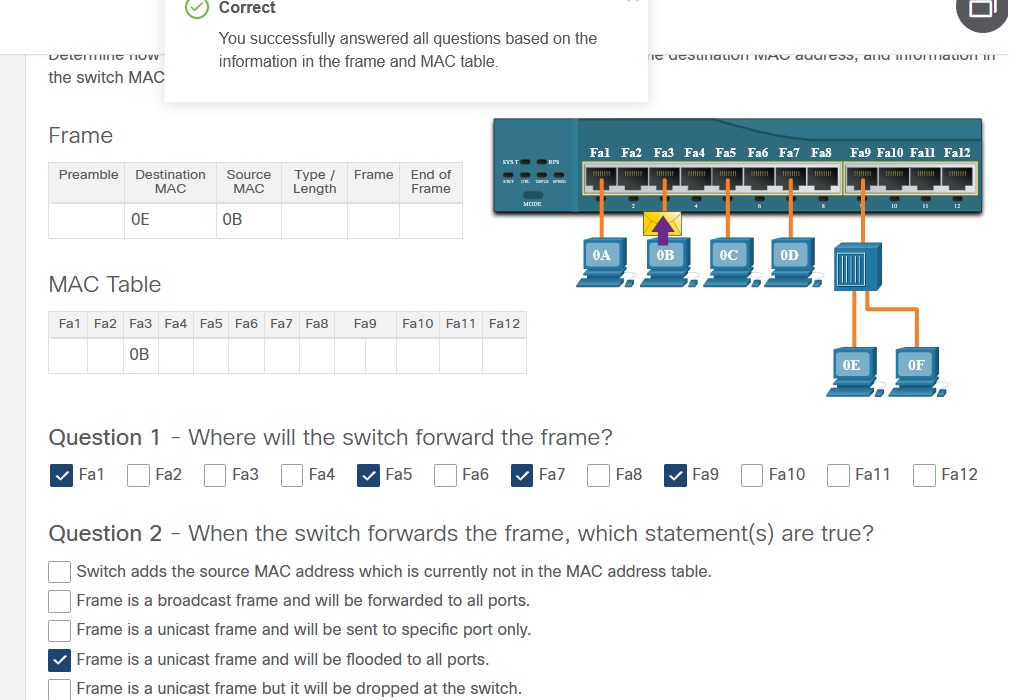 Correct
You successfully answered all questions based on the
information in the frame and MAC table.
Determine how
destination MAC address, and information in
the switch MAC
Frame
Preamble Destination MAC Source MAC Type / Length Frame End of Frame
0E 0B
MAC Table
Fa1 Fa2 Fa3 Fa4 Fa5 Fa6 Fa7 Fa8 Fa9 Fa10 Fa11 Fa12
0B
Fa1 Fa2 Fa3 Fa4 Fa5 Fa6 Fa7 Fa8 Fa9 Fa10 Fa11 Fa12
SYST RPS
STAT UTIL DUPLX SPEED
MODE
2 4 6 8 10 11 12
0A 0B 0C 0D
0E 0F
Question 1 - Where will the switch forward the frame?
Fa1 Fa2 Fa3 Fa4 Fa5 Fa6 Fa7 Fa8 Fa9 Fa10 Fa11 Fa12
Question 2 - When the switch forwards the frame, which statement(s) are true?
Switch adds the source MAC address which is currently not in the MAC address table.
Frame is a broadcast frame and will be forwarded to all ports.
Frame is a unicast frame and will be sent to specific port only.
Frame is a unicast frame and will be flooded to all ports.
Frame is a unicast frame but it will be dropped at the switch.